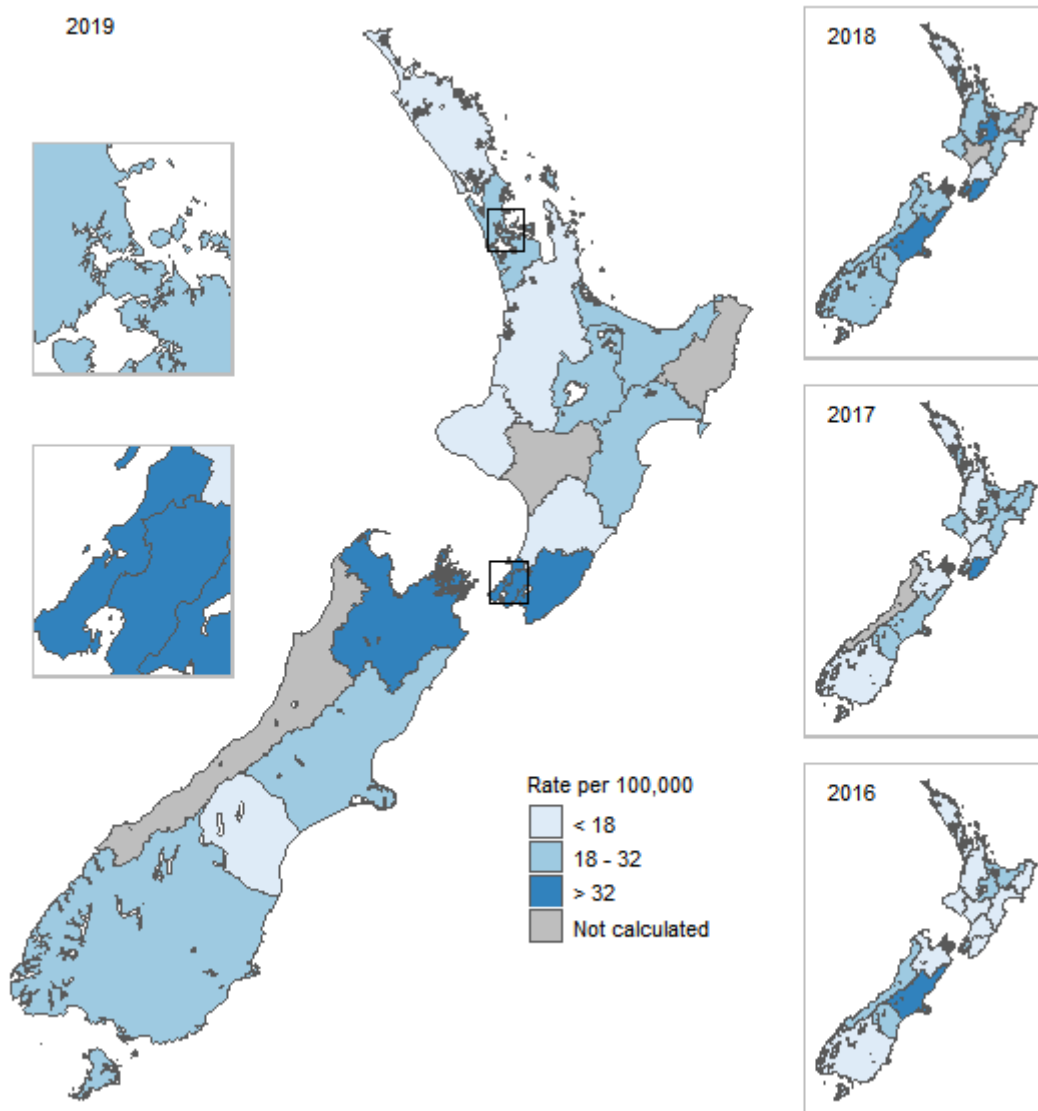 2019
2018
2017
2016
Rate per 100,000
< 18
18 - 32
> 32
Not calculated